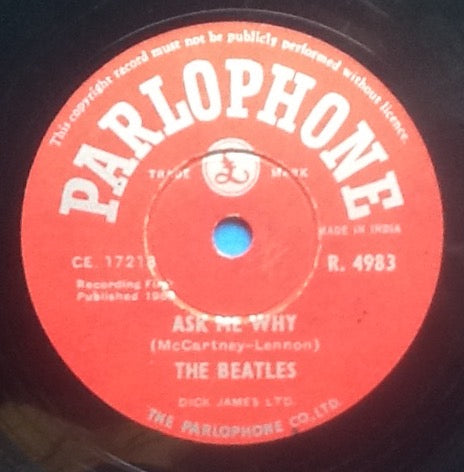 This copyright record must not be publicly performed without licence.
PARLOPHONE
TRADE MARK
£
MADE IN INDIA
CE. 17218
R. 4983
Recording First
Published
ASK ME WHY
(McCartney-Lennon)
THE BEATLES
DICK JAMES LTD.
THE PARLOPHONE CO. LTD.